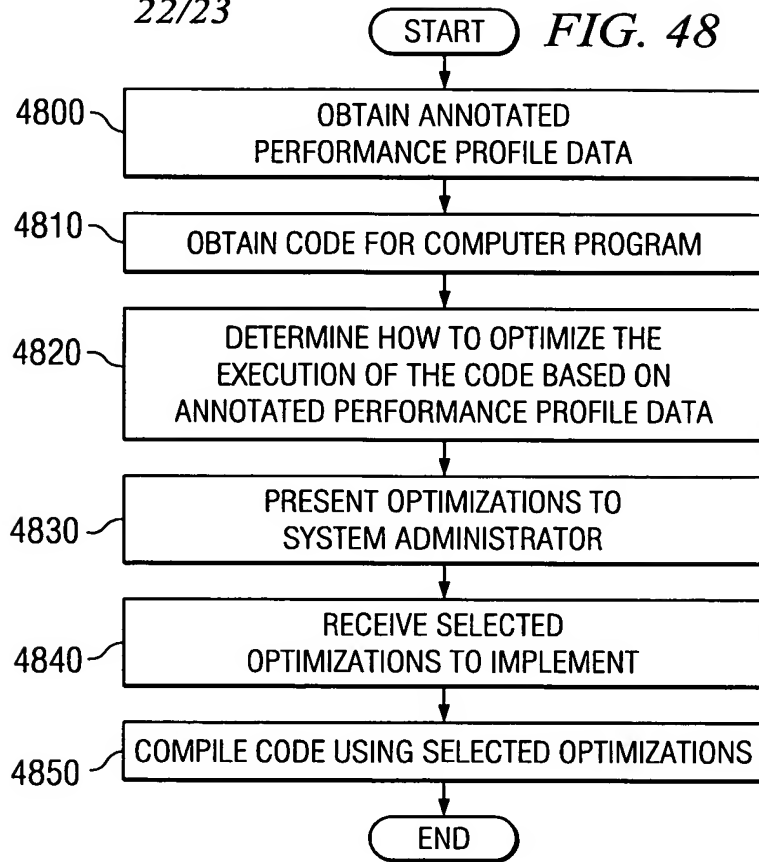 22/23
START
FIG. 48
4800
OBTAIN ANNOTATED
PERFORMANCE PROFILE DATA
4810
OBTAIN CODE FOR COMPUTER PROGRAM
4820
DETERMINE HOW TO OPTIMIZE THE
EXECUTION OF THE CODE BASED ON
ANNOTATED PERFORMANCE PROFILE DATA
4830
PRESENT OPTIMIZATIONS TO
SYSTEM ADMINISTRATOR
4840
RECEIVE SELECTED
OPTIMIZATIONS TO IMPLEMENT
4850
COMPILE CODE USING SELECTED OPTIMIZATIONS
END